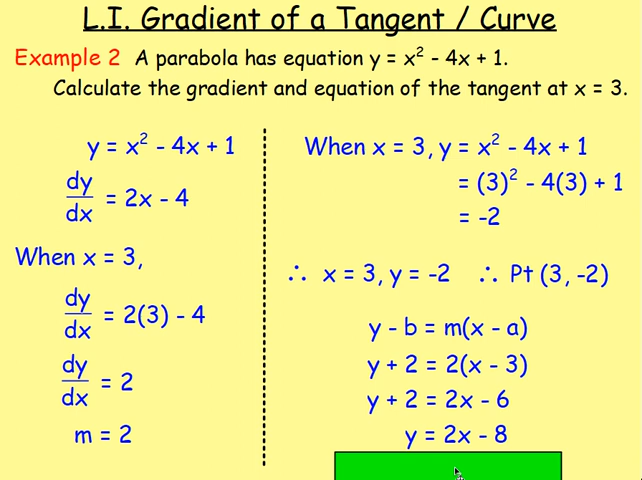 L.I. Gradient of a Tangent / Curve
Example 2 A parabola has equation y = x² - 4x + 1.
Calculate the gradient and equation of the tangent at x = 3.
y = x² - 4x + 1
dy/dx = 2x - 4
When x = 3,
dy/dx = 2(3) - 4
dy/dx = 2
m = 2
When x = 3, y = x² - 4x + 1
= (3)² - 4(3) + 1
= -2
∴ x = 3, y = -2 ∴ Pt (3, -2)
y - b = m(x - a)
y + 2 = 2(x - 3)
y + 2 = 2x - 6
y = 2x - 8